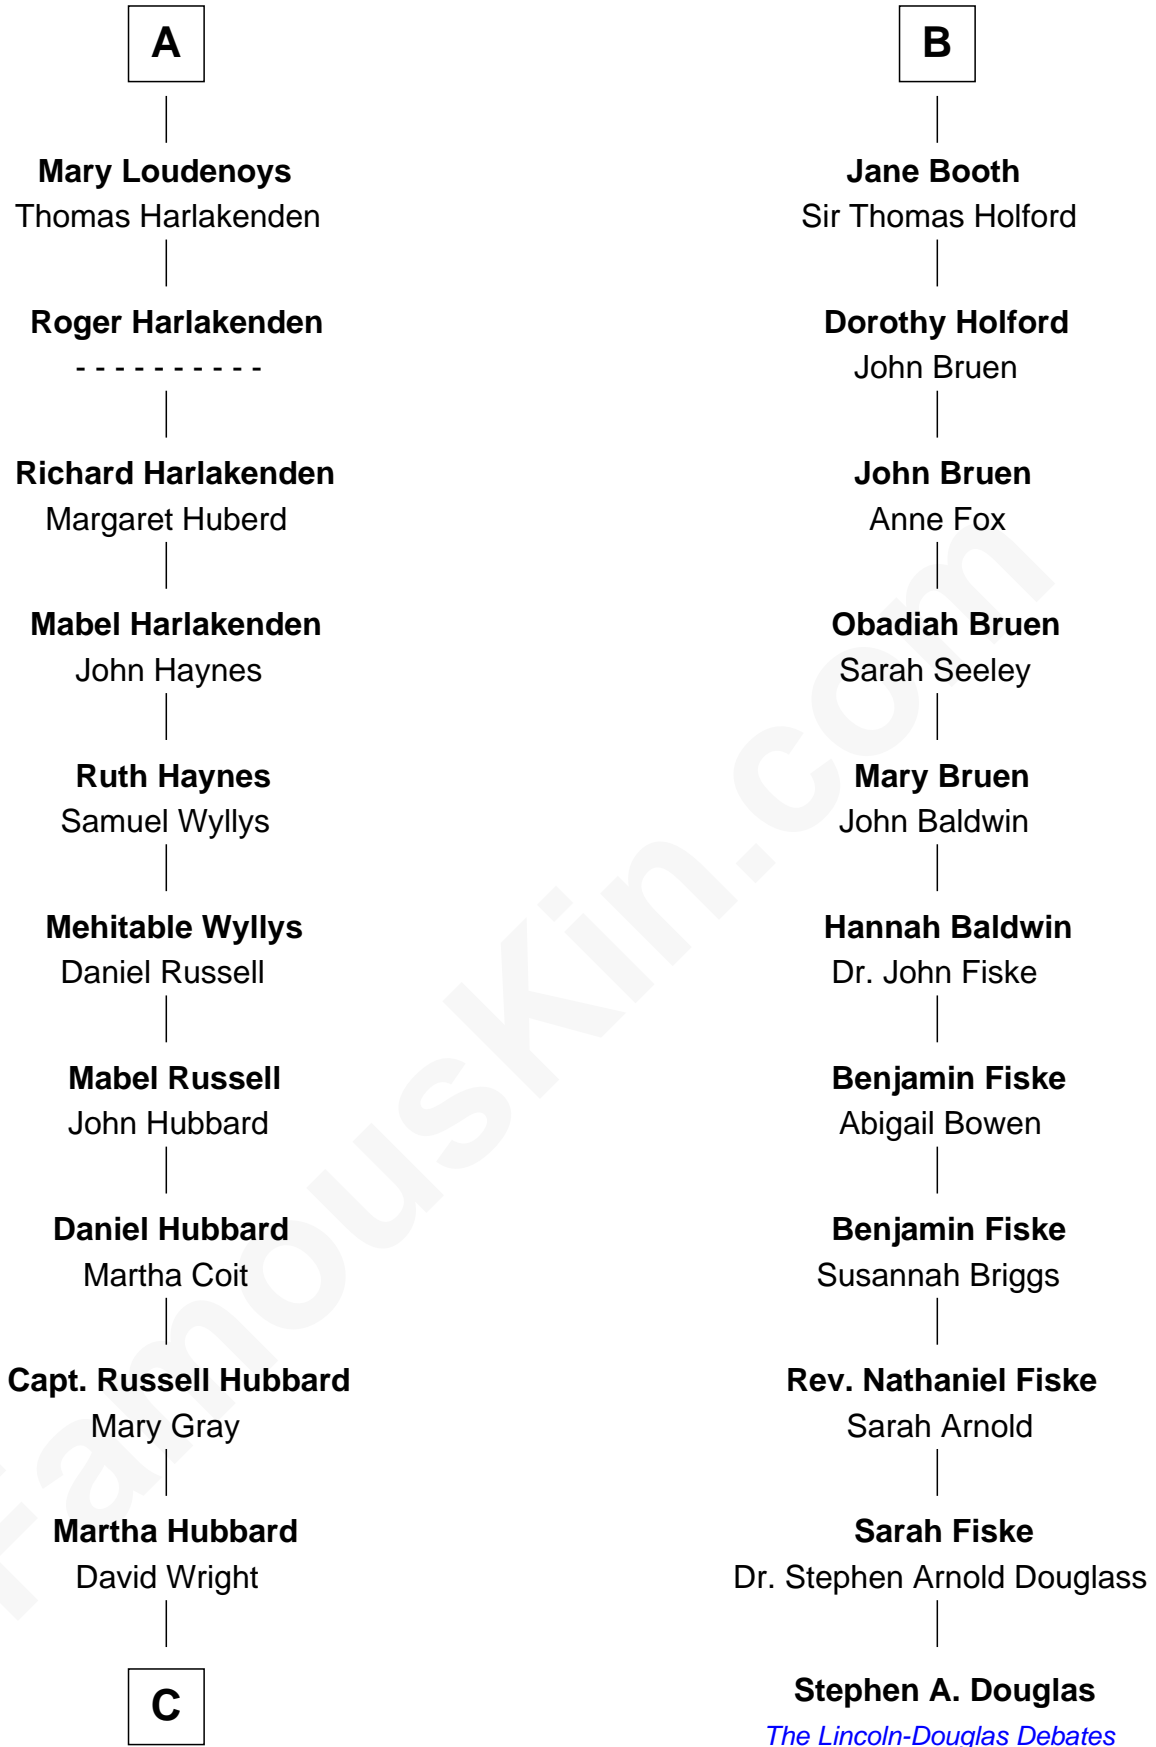 A
Mary Loudenoys
Thomas Harlakenden
Roger Harlakenden
- - - - - - - - - -
Richard Harlakenden
Margaret Huberd
Mabel Harlakenden
John Haynes
Ruth Haynes
Samuel Wyllys
Mehitable Wyllys
Daniel Russell
Mabel Russell
John Hubbard
Daniel Hubbard
Martha Coit
Capt. Russell Hubbard
Mary Gray
Martha Hubbard
David Wright
C
B
Jane Booth
Sir Thomas Holford
Dorothy Holford
John Bruen
John Bruen
Anne Fox
Obadiah Bruen
Sarah Seeley
Mary Bruen
John Baldwin
Hannah Baldwin
Dr. John Fiske
Benjamin Fiske
Abigail Bowen
Benjamin Fiske
Susannah Briggs
Rev. Nathaniel Fiske
Sarah Arnold
Sarah Fiske
Dr. Stephen Arnold Douglass
Stephen A. Douglas
The Lincoln-Douglas Debates
FamousKin.com